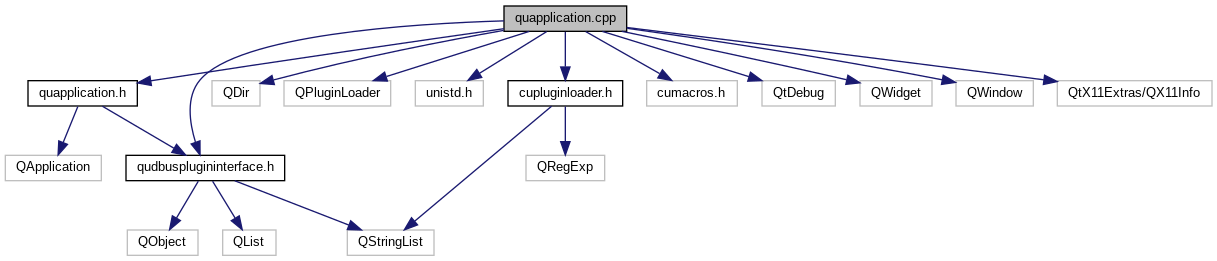 quapplication.cpp
quapplication.h
QDir
QPluginLoader
unistd.h
cupluginloader.h
cumacros.h
QtDebug
QWidget
QWindow
QtX11Extras/QX11Info
QApplication
qudbusplugininterface.h
QRegExp
QObject
QList
QStringList